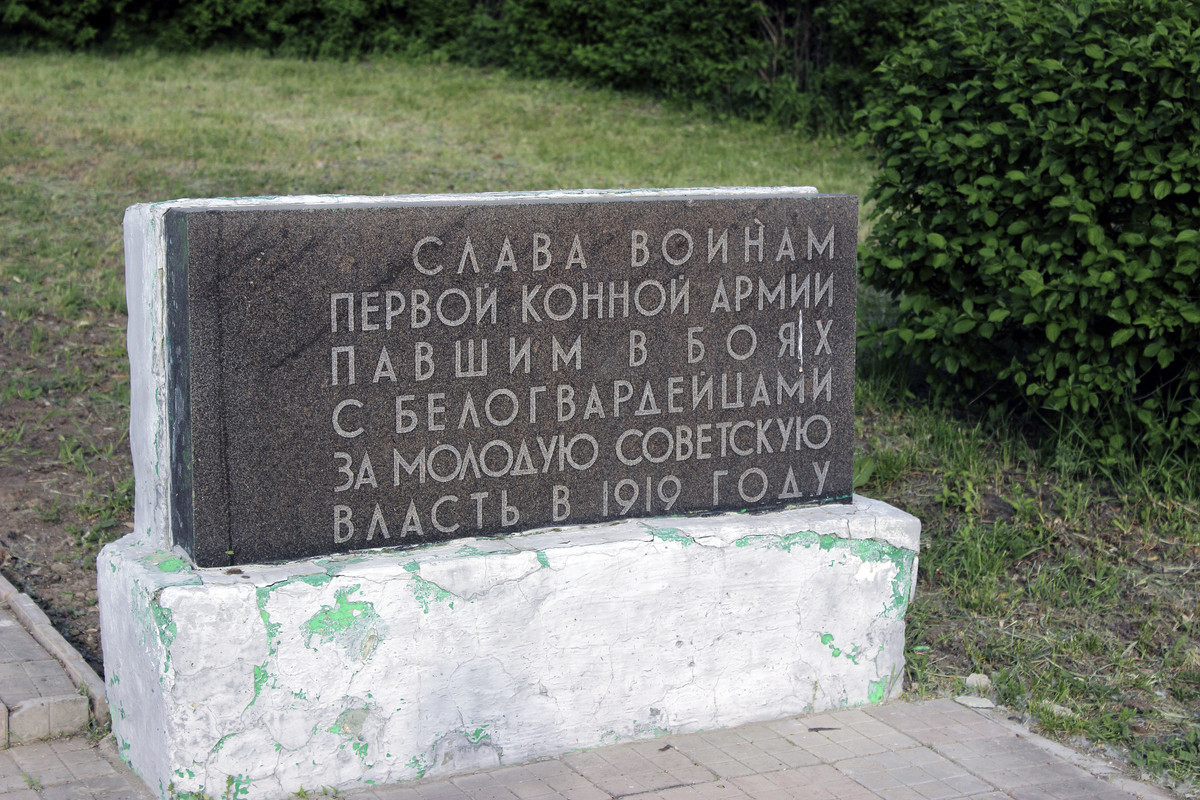 СЛАВА ВОИНАМ
ПЕРВОЙ КОННОЙ АРМИИ
ПАВШИМ В БОЯХ
С БЕЛОГВАРДЕЙЦАМИ
ЗА МОЛОДУЮ СОВЕТСКУЮ
ВЛАСТЬ В 1919 ГОДУ